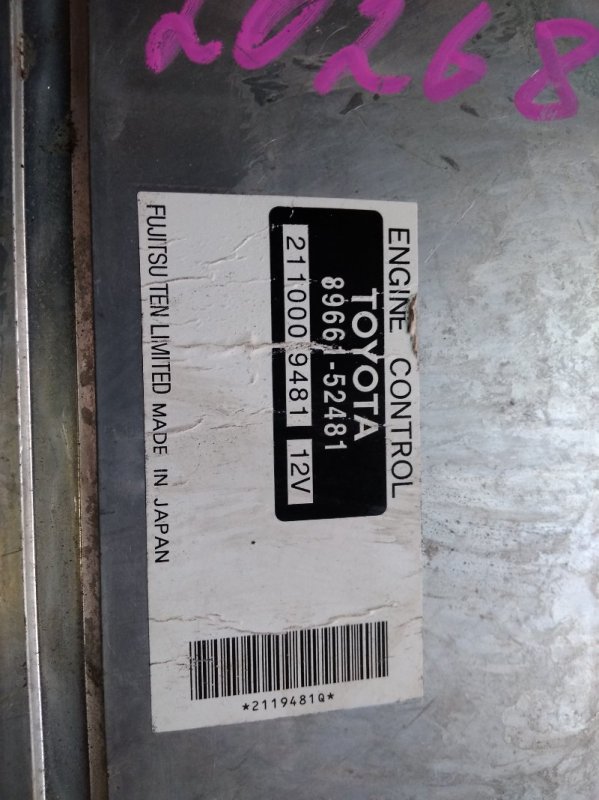 20268
ENGINE CONTROL
TOYOTA
89661-52481
211000-9481 12V
FUJITSU TEN LIMITED MADE IN JAPAN
*2119481Q*